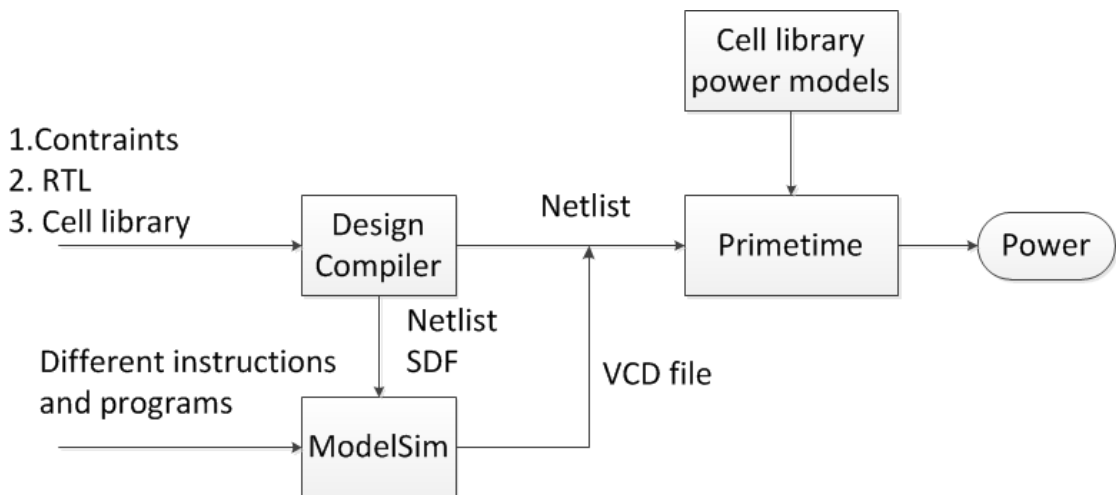 Cell library
power models
1.Contraints
2. RTL
3. Cell library
Design
Compiler
Netlist
Primetime
Power
Netlist
SDF
Different instructions
and programs
VCD file
ModelSim